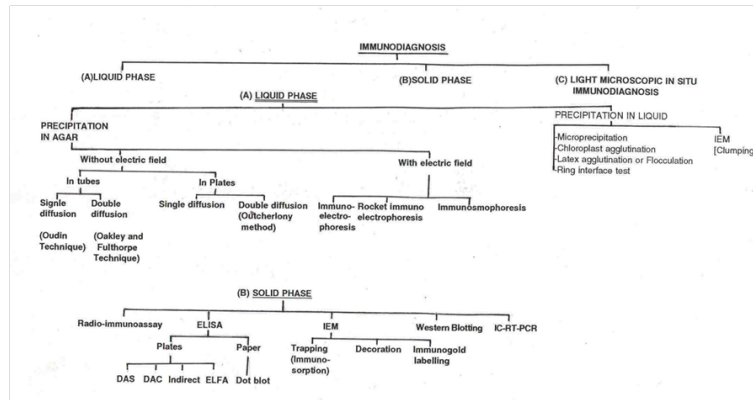 IMMUNODIAGNOSIS
(A)LIQUID PHASE (B)SOLID PHASE (C) LIGHT MICROSCOPIC IN SITU
IMMUNODIAGNOSIS
(A) LIQUID PHASE
PRECIPITATION
IN AGAR
PRECIPITATION IN LIQUID
-Microprecipitation
-Chloroplast agglutination
-Latex agglutination or Flocculation
-Ring interface test
IEM
[Clumping
Without electric field
With electric field
In tubes
In Plates
Signle
diffusion
(Oudin
Technique)
Double
diffusion
(Oakley and
Fulthorpe
Technique)
Single diffusion
Double diffusion
(Outcherlony
method)
Immuno-
electro-
phoresis
Rocket immuno
electrophoresis
Immunosmophoresis
(B) SOLID PHASE
Radio-immunoassay
ELISA
IEM
Western Blotting
IC-RT-PCR
Plates
Paper
Trapping
(Immuno-
sorption)
Decoration
Immunogold
labelling
DAS DAC Indirect ELFA Dot blot